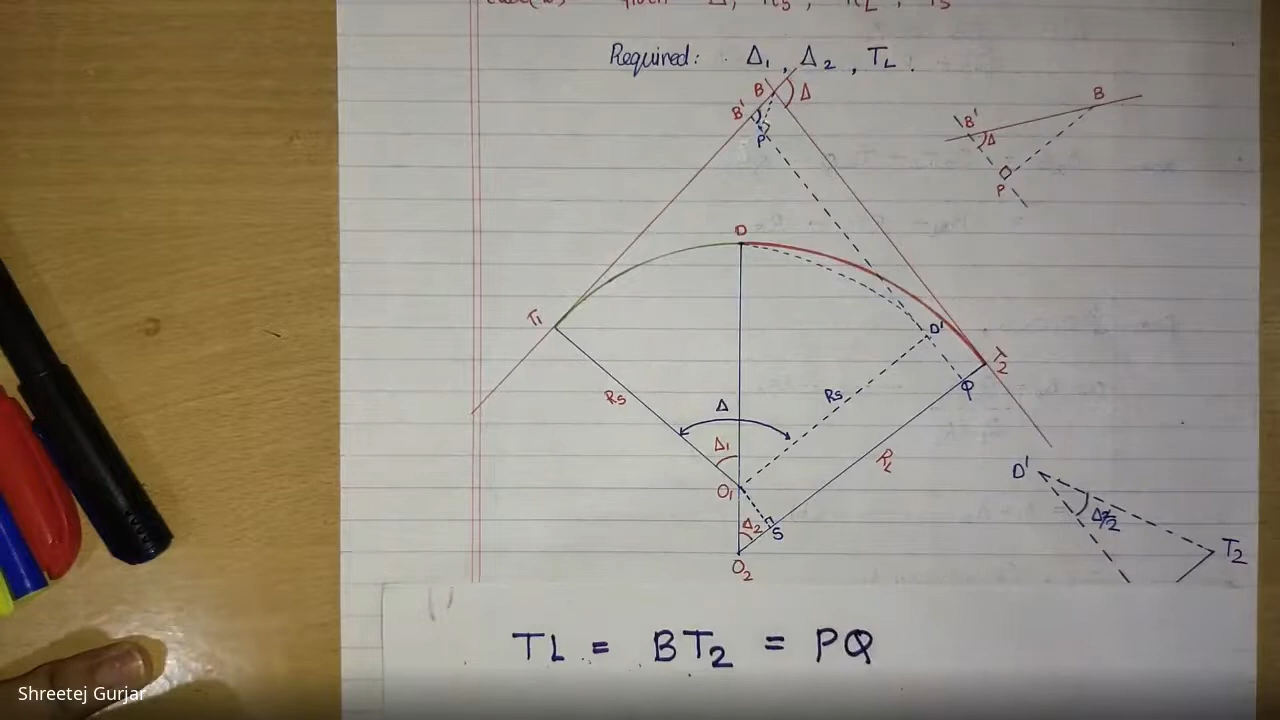 Required: Δ₁, Δ₂, TL.
B
Δ
B'
P
B
B'
Δ
P
D
T₁
D'
T₂
Q
Rs
Δ
Rs
Δ₁
RL
O₁
Δ₂
S
O₂
D'
Δ₂/2
T₂
TL = BT₂ = PQ
Shreetej Gurjar